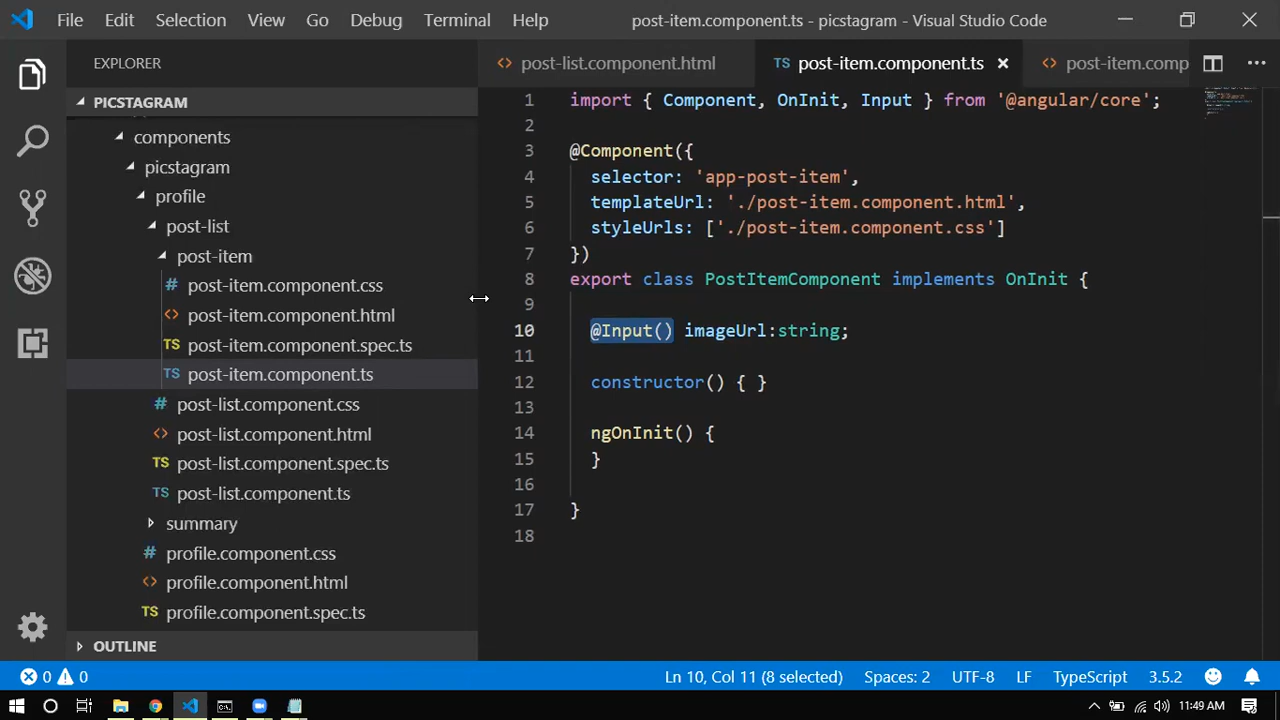 File Edit Selection View Go Debug Terminal Help post-item.component.ts - picstagram - Visual Studio Code
EXPLORER
PICSTAGRAM
components
picstagram
profile
post-list
post-item
# post-item.component.css
<> post-item.component.html
TS post-item.component.spec.ts
TS post-item.component.ts
# post-list.component.css
<> post-list.component.html
TS post-list.component.spec.ts
TS post-list.component.ts
summary
# profile.component.css
<> profile.component.html
TS profile.component.spec.ts
OUTLINE
<> post-list.component.html TS post-item.component.ts × <> post-item.comp
1 import { Component, OnInit, Input } from '@angular/core';
2
3 @Component({
4 selector: 'app-post-item',
5 templateUrl: './post-item.component.html',
6 styleUrls: ['./post-item.component.css']
7 })
8 export class PostItemComponent implements OnInit {
9
10 @Input() imageUrl:string;
11
12 constructor() { }
13
14 ngOnInit() {
15 }
16
17 }
18
0 0 Ln 10, Col 11 (8 selected) Spaces: 2 UTF-8 LF TypeScript 3.5.2
11:49 AM